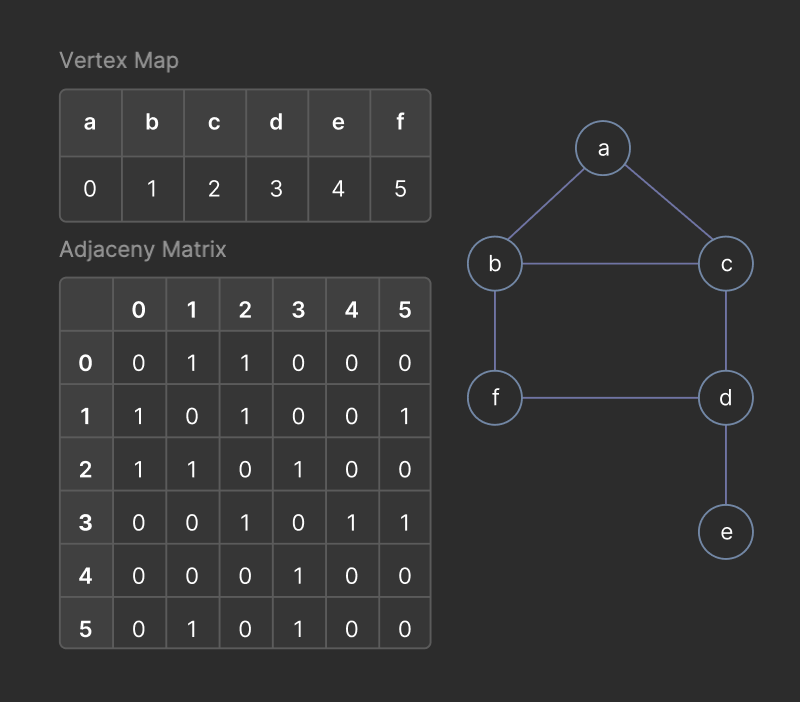 Vertex Map
a b c d e f
0 1 2 3 4 5
Adjaceny Matrix
0 1 2 3 4 5
0 0 1 1 0 0 0
1 1 0 1 0 0 1
2 1 1 0 1 0 0
3 0 0 1 0 1 1
4 0 0 0 1 0 0
5 0 1 0 1 0 0
a
b c
f d
e